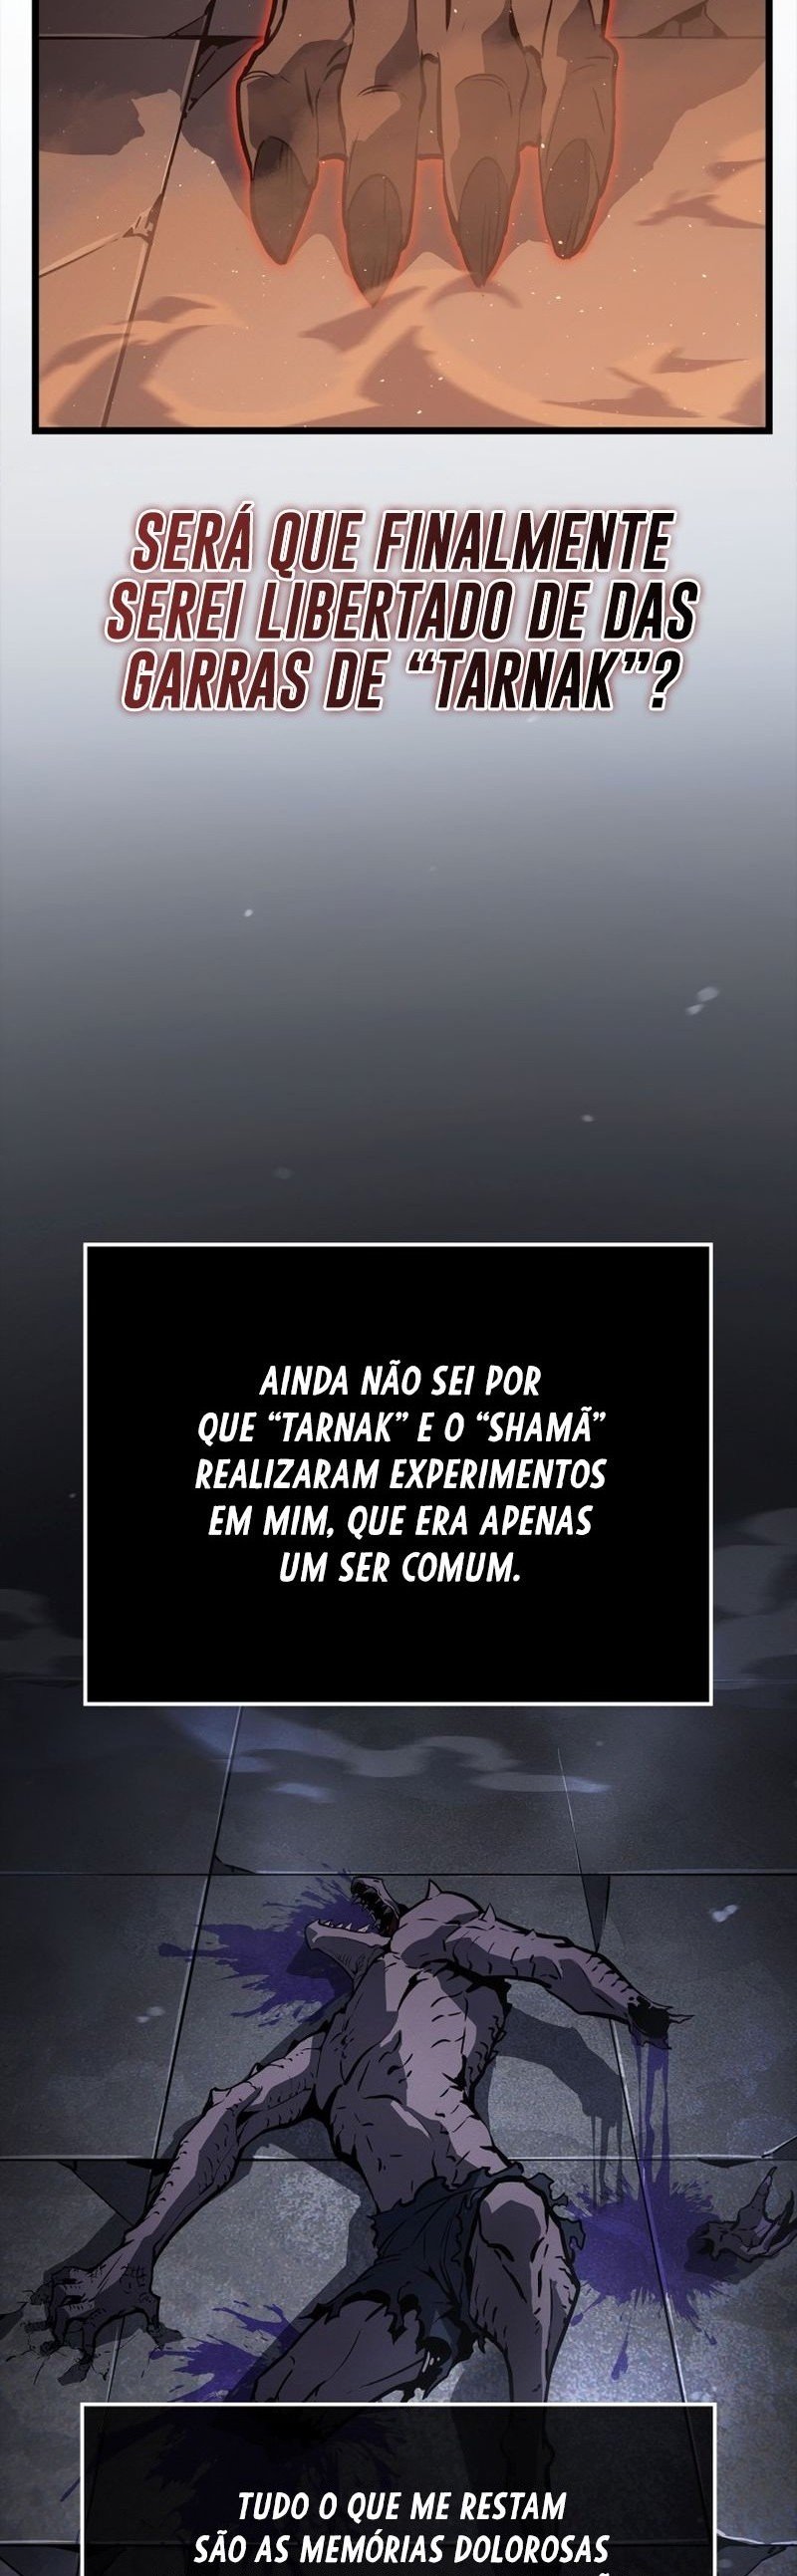 SERÁ QUE FINALMENTE
SEREI LIBERTADO DE DAS
GARRAS DE “TARNAK”?
AINDA NÃO SEI POR
QUE “TARNAK” E O “SHAMÔ
REALIZARAM EXPERIMENTOS
EM MIM, QUE ERA APENAS
UM SER COMUM.
TUDO O QUE ME RESTAM
SÃO AS MEMÓRIAS DOLOROSAS